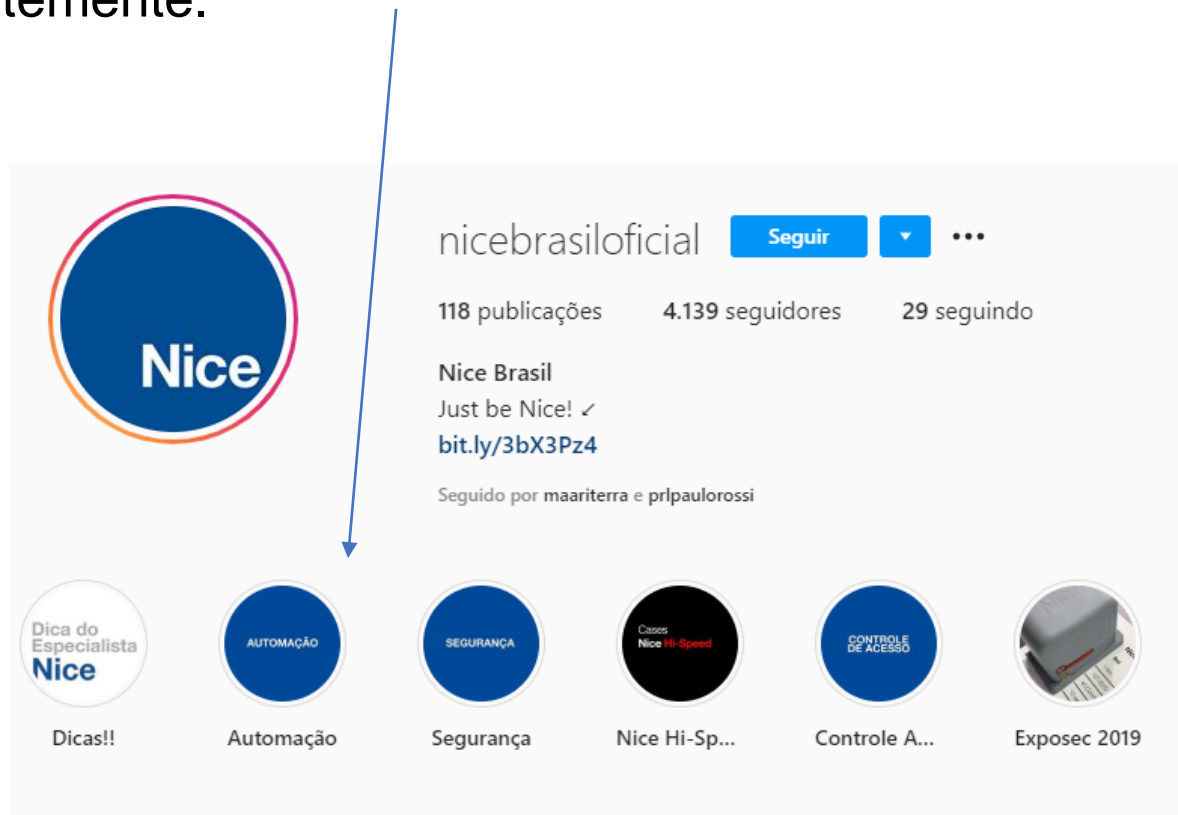 temente.
nicebrasiloficial Seguir
118 publicações 4.139 seguidores 29 seguindo
Nice
Nice Brasil
Just be Nice! ↙
bit.ly/3bX3Pz4
Seguido por maariterra e prlpaulorossi
Dica do
Especialista
Nice
AUTOMAÇÃO
SEGURANÇA
Cases
Nice Hi-Speed
CONTROLE
DE ACESSO
Dicas!! Automação Segurança Nice Hi-Sp... Controle A... Exposec 2019